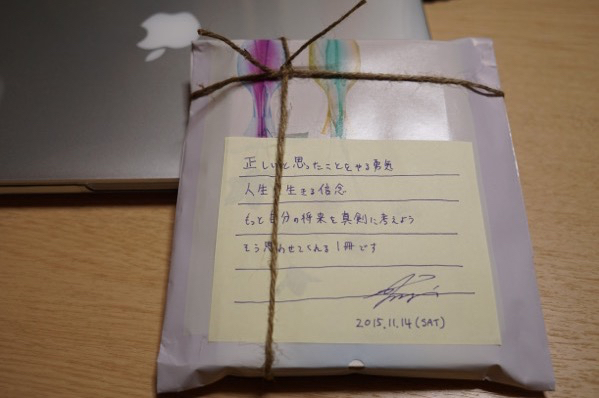 正しいと思ったことをやる勇気
人生 生きる信念
もっと自分の将来を真剣に考えよう
そう思わせてくれる1冊です
2015.11.14(SAT)